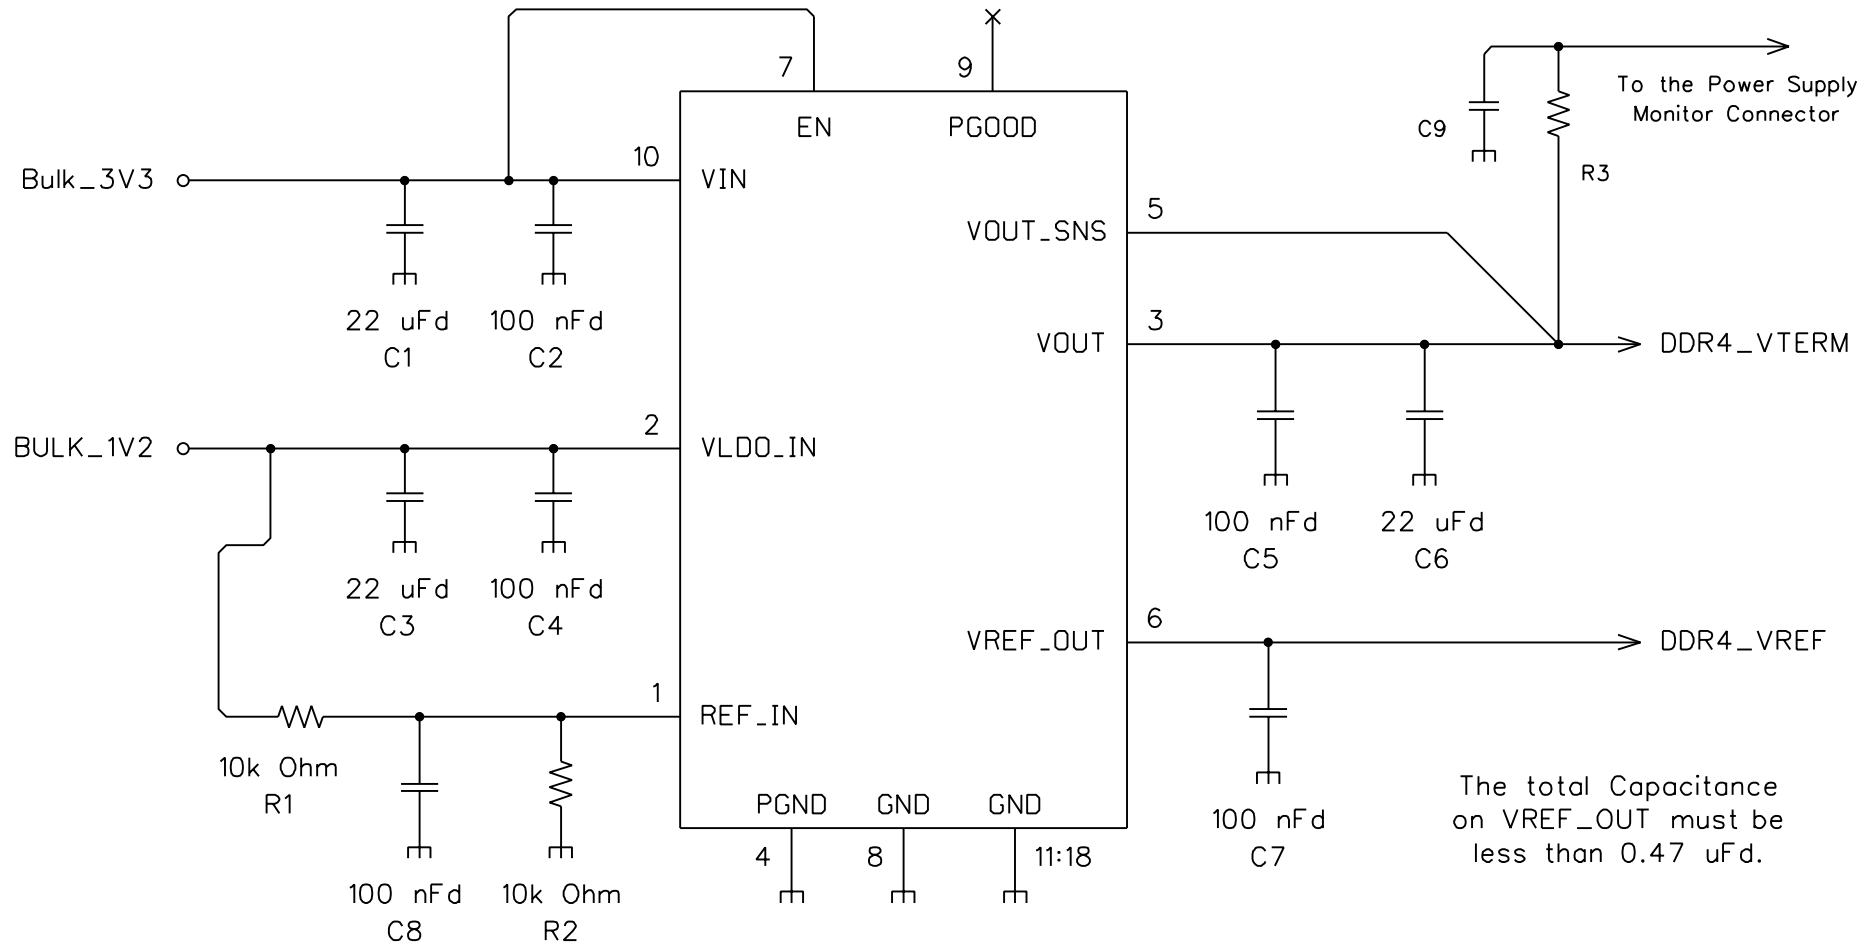 7
9
EN
PGOOD
To the Power Supply
Monitor Connector
C9
R3
Bulk_3V3
10
VIN
5
VOUT_SNS
22 uFd
C1
100 nFd
C2
3
VOUT
DDR4_VTERM
BULK_1V2
2
VLDO_IN
22 uFd
C3
100 nFd
C4
100 nFd
C5
22 uFd
C6
6
VREF_OUT
DDR4_VREF
1
REF_IN
10k Ohm
R1
100 nFd
C8
10k Ohm
R2
PGND
GND
GND
4
8
11:18
100 nFd
C7
The total Capacitance
on VREF_OUT must be
less than 0.47 uFd.